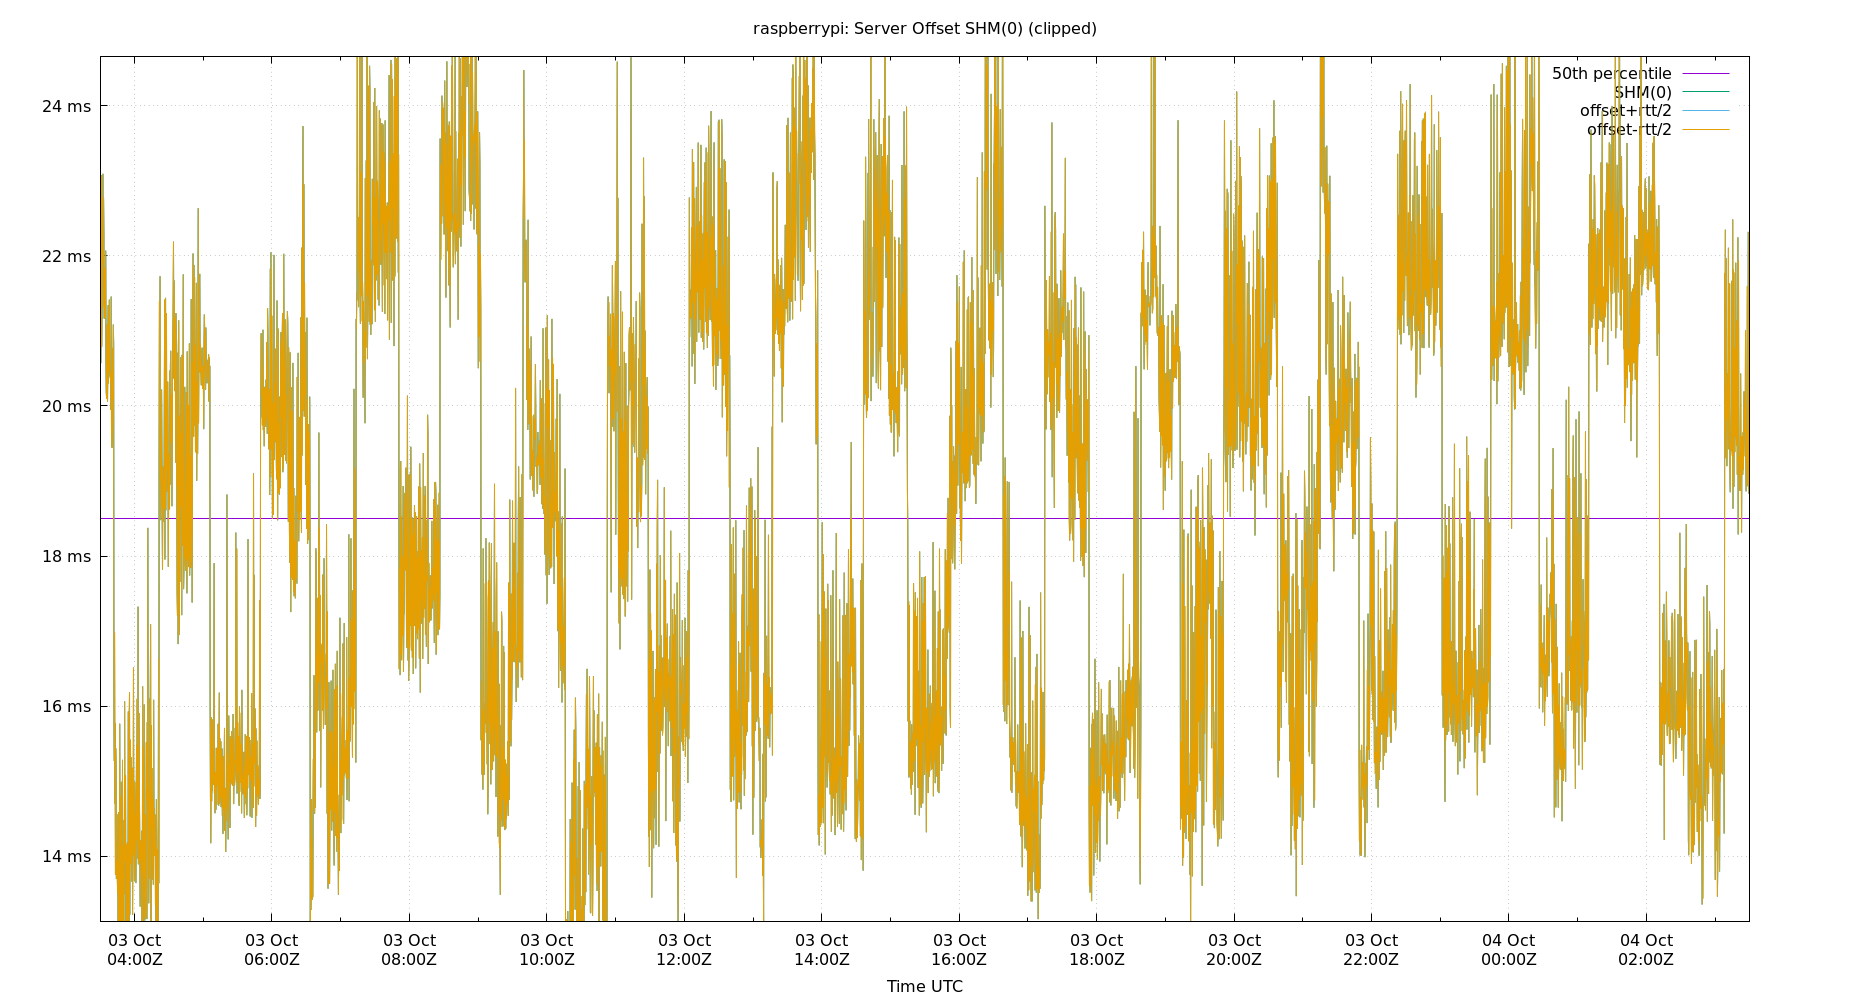 raspberrypi: Server Offset SHM(0) (clipped)
50th percentile
SHM(0)
offset+rtt/2
offset-rtt/2
24 ms
22 ms
20 ms
18 ms
16 ms
14 ms
03 Oct 03 Oct 03 Oct 03 Oct 03 Oct 03 Oct 03 Oct 03 Oct 03 Oct 03 Oct 04 Oct 04 Oct
04:00Z 06:00Z 08:00Z 10:00Z 12:00Z 14:00Z 16:00Z 18:00Z 20:00Z 22:00Z 00:00Z 02:00Z
Time UTC